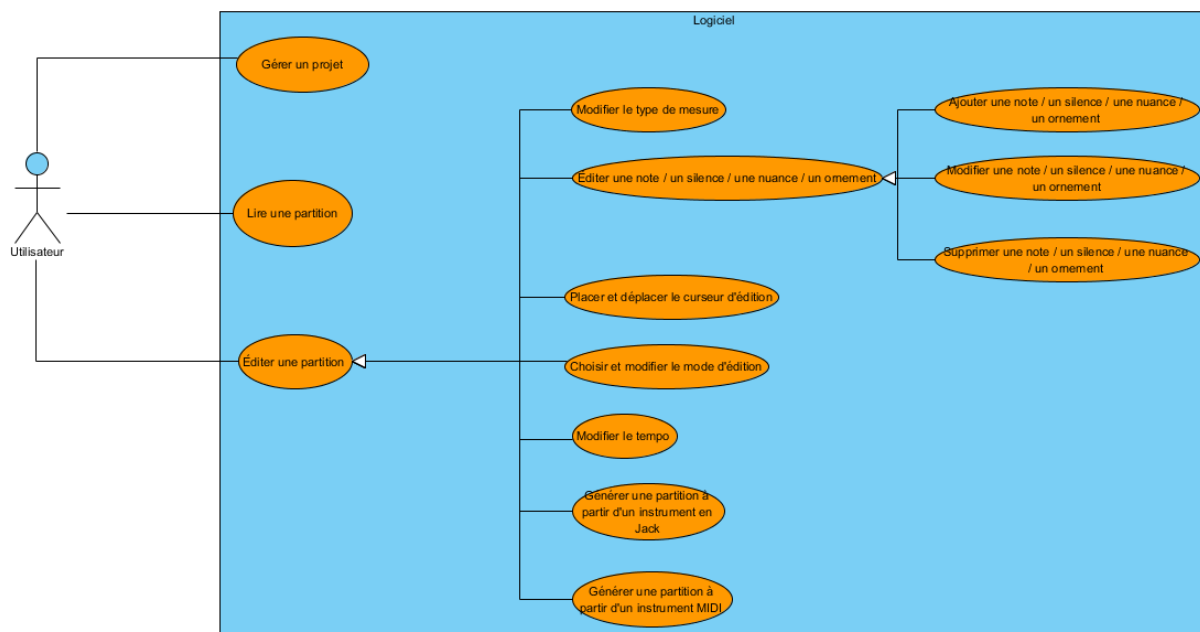 Logiciel
Gérer un projet
Modifier le type de mesure
Ajouter une note / un silence / une nuance /
un ornement
Éditer une note / un silence / une nuance / un ornement
Modifier une note / un silence / une nuance /
un ornement
Lire une partition
Utilisateur
Supprimer une note / un silence / une nuance
/ un ornement
Placer et déplacer le curseur d'édition
Éditer une partition
Choisir et modifier le mode d'édition
Modifier le tempo
Générer une partition à
partir d'un instrument en
Jack
Générer une partition à
partir d'un instrument MIDI